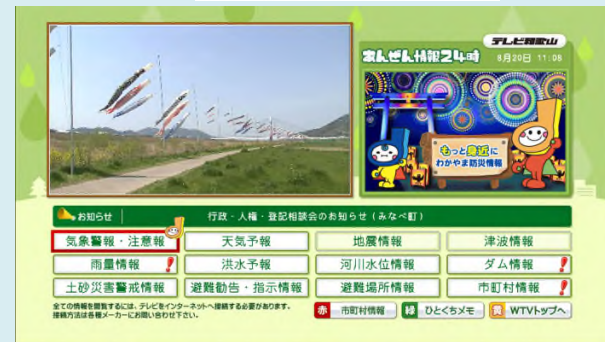 テレビ和歌山
あんぜん情報24時
8月20日 11:08
もっと身近に
わかやま防災情報
お知らせ
行政・人権・登記相談会のお知らせ（みなべ町）
気象警報・注意報
天気予報
地震情報
津波情報
雨量情報
洪水予報
河川水位情報
ダム情報
土砂災害警戒情報
避難勧告・指示情報
避難場所情報
市町村情報
全ての情報を閲覧するには、テレビをインターネットへ接続する必要があります。
接続方法は各種メーカーにお問い合わせ下さい。
赤 市町村情報 緑 ひとくちメモ 黄 WTVトップへ